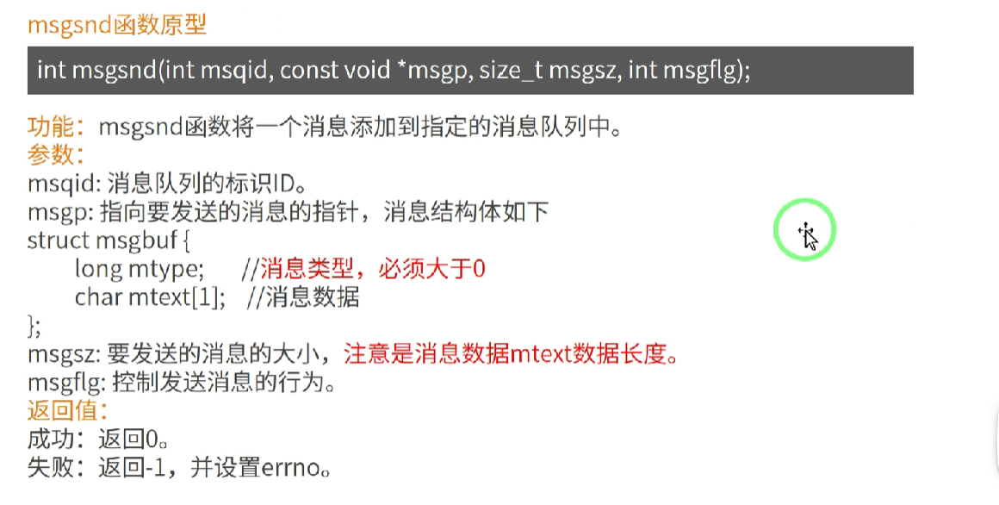 msgsnd函数原型
int msgsnd(int msqid, const void *msgp, size_t msgsz, int msgflg);
功能：msgsnd函数将一个消息添加到指定的消息队列中。
参数：
msqid: 消息队列的标识ID。
msgp: 指向要发送的消息的指针，消息结构体如下
struct msgbuf {
long mtype; //消息类型，必须大于0
char mtext[1]; //消息数据
};
msgsz: 要发送的消息的大小，注意是消息数据mtext数据长度。
msgflg: 控制发送消息的行为。
返回值：
成功：返回0。
失败：返回-1，并设置errno。